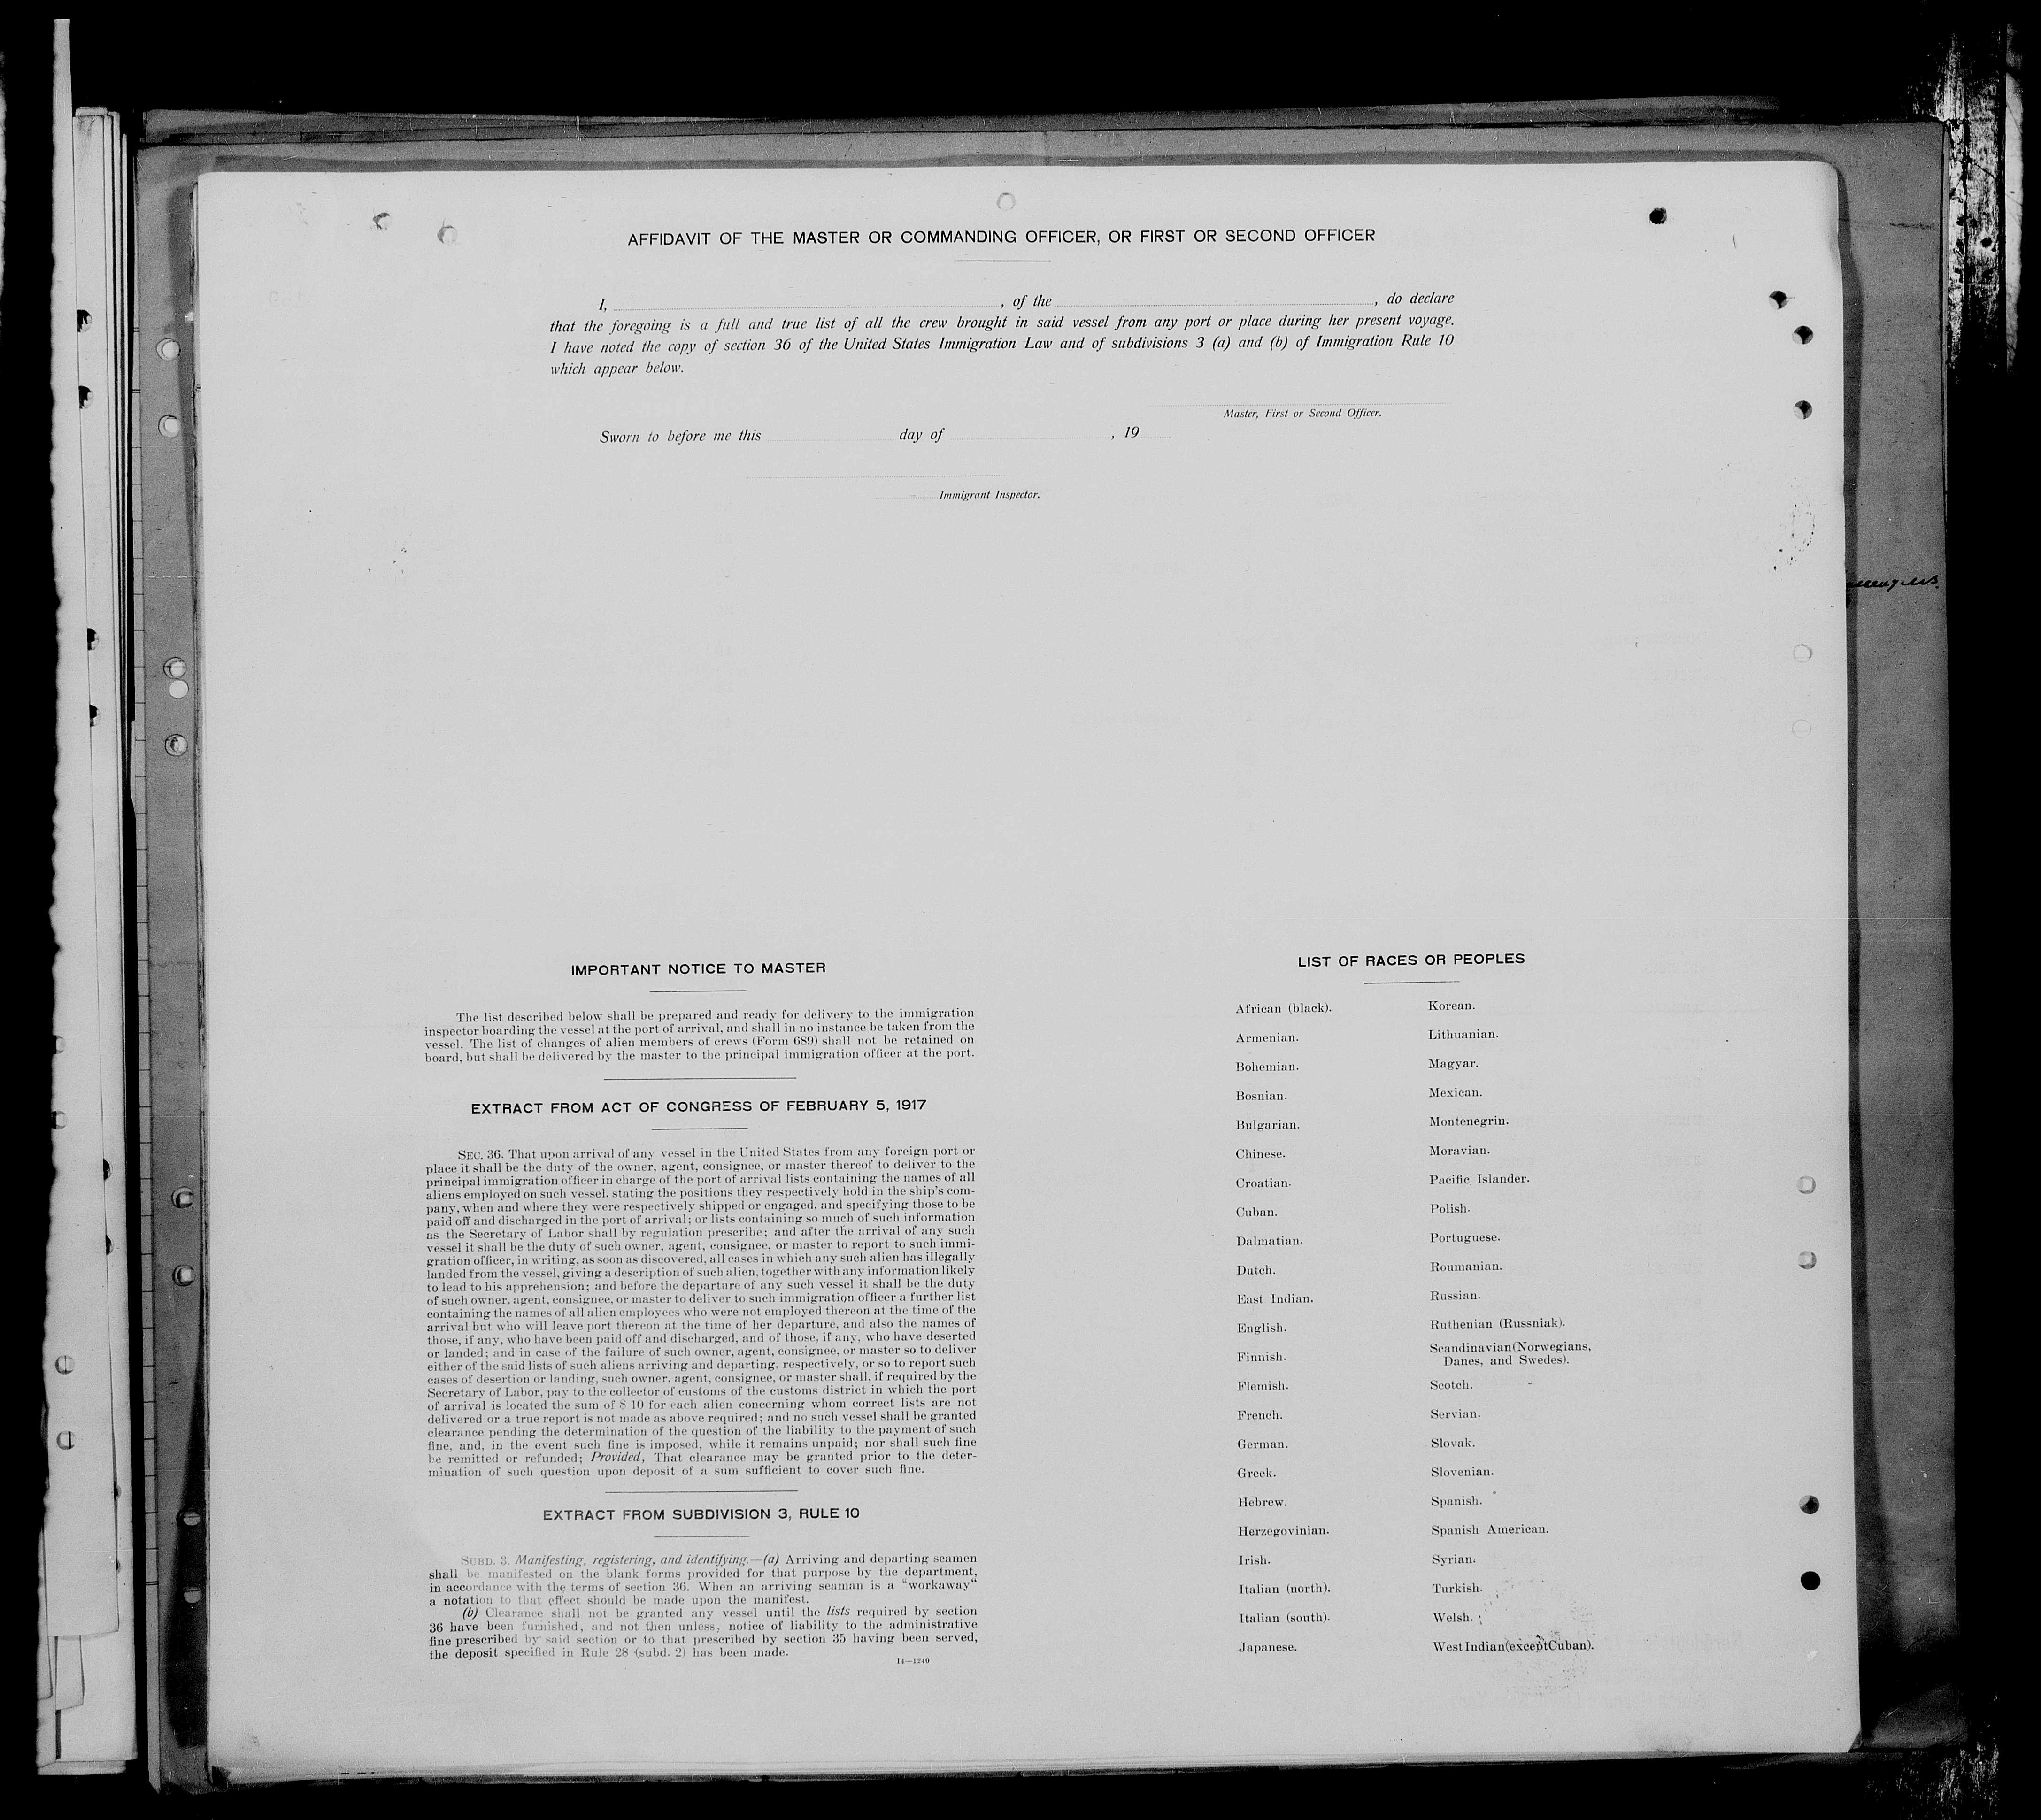 AFFIDAVIT OF THE MASTER OR COMMANDING OFFICER, OR FIRST OR SECOND OFFICER
I, , of the , do declare
that the foregoing is a full and true list of all the crew brought in said vessel from any port or place during her present voyage.
I have noted the copy of section 36 of the United States Immigration Law and of subdivisions 3 (a) and (b) of Immigration Rule 10
which appear below.
Master, First or Second Officer.
Sworn to before me this day of , 19
Immigrant Inspector.
IMPORTANT NOTICE TO MASTER
The list described below shall be prepared and ready for delivery to the immigration
inspector boarding the vessel at the port of arrival, and shall in no instance be taken from the
vessel. The list of changes of alien members of crews (Form 689) shall not be retained on
board, but shall be delivered by the master to the principal immigration officer at the port.
EXTRACT FROM ACT OF CONGRESS OF FEBRUARY 5, 1917
SEC. 36. That upon arrival of any vessel in the United States from any foreign port or
place it shall be the duty of the owner, agent, consignee, or master thereof to deliver to the
principal immigration officer in charge of the port of arrival lists containing the names of all
aliens employed on such vessel, stating the positions they respectively hold in the ship's com-
pany, when and where they were respectively shipped or engaged, and specifying those to be
paid off and discharged in the port of arrival; or lists containing so much of such information
as the Secretary of Labor shall by regulation prescribe; and after the arrival of any such
vessel it shall be the duty of such owner, agent, consignee, or master to report to such immi-
gration officer, in writing, as soon as discovered, all cases in which any such alien has illegally
landed from the vessel, giving a description of such alien, together with any information likely
to lead to his apprehension; and before the departure of any such vessel it shall be the duty
of such owner, agent, consignee, or master to deliver to such immigration officer a further list
containing the names of all alien employees who were not employed thereon at the time of the
arrival but who will leave port thereon at the time of her departure, and also the names of
those, if any, who have been paid off and discharged, and of those, if any, who have deserted
or landed; and in case of the failure of such owner, agent, consignee, or master so to deliver
either of the said lists of such aliens arriving and departing, respectively, or so to report such
cases of desertion or landing, such owner, agent, consignee, or master shall, if required by the
Secretary of Labor, pay to the collector of customs of the customs district in which the port
of arrival is located the sum of $ 10 for each alien concerning whom correct lists are not
delivered or a true report is not made as above required; and no such vessel shall be granted
clearance pending the determination of the question of the liability to the payment of such
fine, and, in the event such fine is imposed, while it remains unpaid; nor shall such fine
be remitted or refunded; Provided, That clearance may be granted prior to the deter-
mination of such question upon deposit of a sum sufficient to cover such fine.
EXTRACT FROM SUBDIVISION 3, RULE 10
SUBD. 3. Manifesting, registering, and identifying.—(a) Arriving and departing seamen
shall be manifested on the blank forms provided for that purpose by the department,
in accordance with the terms of section 36. When an arriving seaman is a "workaway"
a notation to that effect should be made upon the manifest.
(b) Clearance shall not be granted any vessel until the lists required by section
36 have been furnished, and not then unless, notice of liability to the administrative
fine prescribed by said section or to that prescribed by section 35 having been served,
the deposit specified in Rule 28 (subd. 2) has been made.
14—1240
LIST OF RACES OR PEOPLES
African (black).
Armenian.
Bohemian.
Bosnian.
Bulgarian.
Chinese.
Croatian.
Cuban.
Dalmatian.
Dutch.
East Indian.
English.
Finnish.
Flemish.
French.
German.
Greek.
Hebrew.
Herzegovinian.
Irish.
Italian (north).
Italian (south).
Japanese.
Korean.
Lithuanian.
Magyar.
Mexican.
Montenegrin.
Moravian.
Pacific Islander.
Polish.
Portuguese.
Roumanian.
Russian.
Ruthenian (Russniak).
Scandinavian (Norwegians,
Danes, and Swedes).
Scotch.
Servian.
Slovak.
Slovenian.
Spanish.
Spanish American.
Syrian.
Turkish.
Welsh.
West Indian (except Cuban).